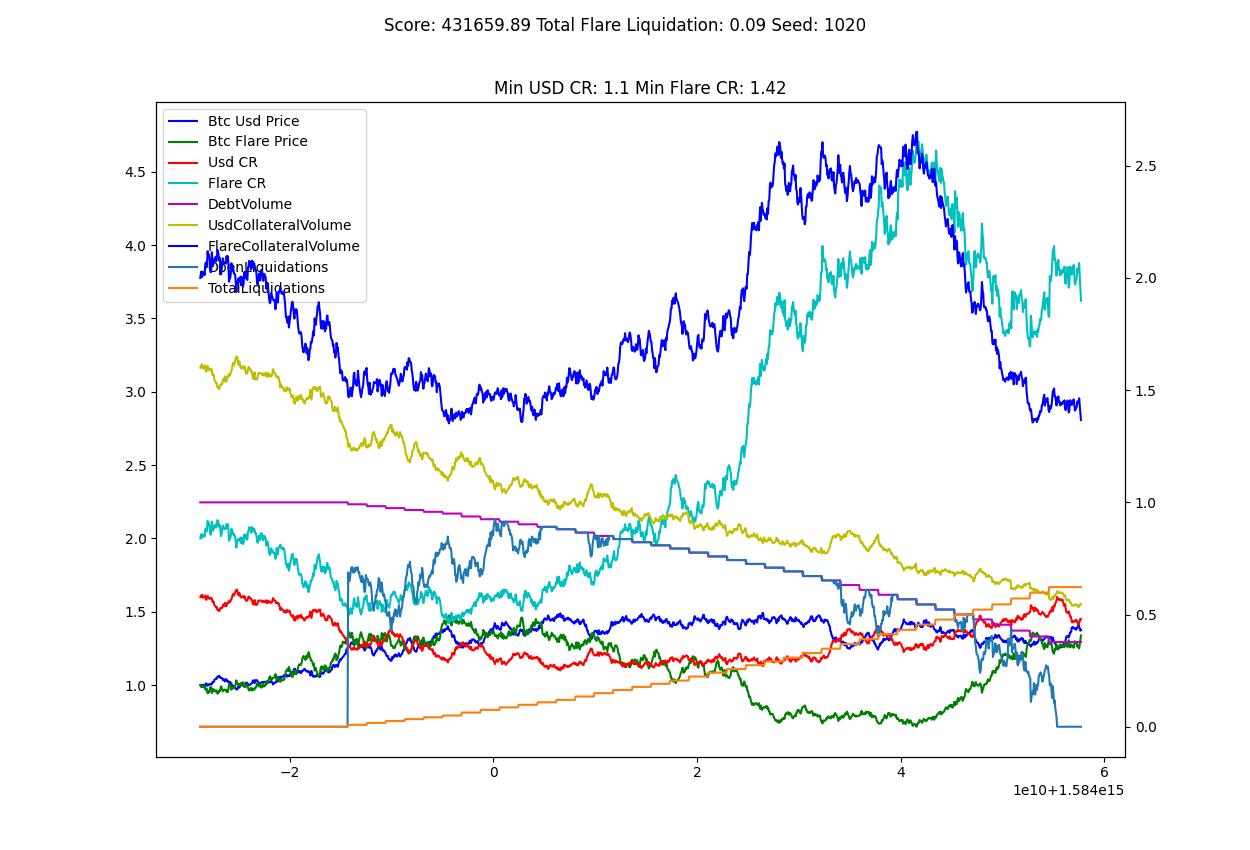 Score: 431659.89 Total Flare Liquidation: 0.09 Seed: 1020
Min USD CR: 1.1 Min Flare CR: 1.42
Btc Usd Price
Btc Flare Price
Usd CR
Flare CR
DebtVolume
UsdCollateralVolume
FlareCollateralVolume
OpenLiquidations
TotalLiquidations
4.5
4.0
3.5
3.0
2.5
2.0
1.5
1.0
2.5
2.0
1.5
1.0
0.5
0.0
−2
0
2
4
6
1e10+1.584e15